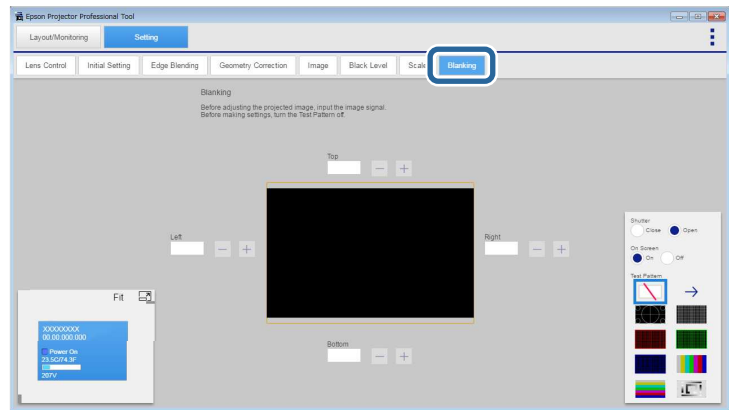 Epson Projector Professional Tool
Layout/Monitoring Setting
Lens Control Initial Setting Edge Blending Geometry Correction Image Black Level Scale Blanking
Blanking
Before adjusting the projected image, input the image signal.
Before making settings, turn the Test Pattern off.
Top
Left
Right
Bottom
Fit
XXXXXXXX
00.00.000.000
Power On
23.5C/74.3F
297V
Shutter
Close Open
On Screen
On Off
Test Pattern